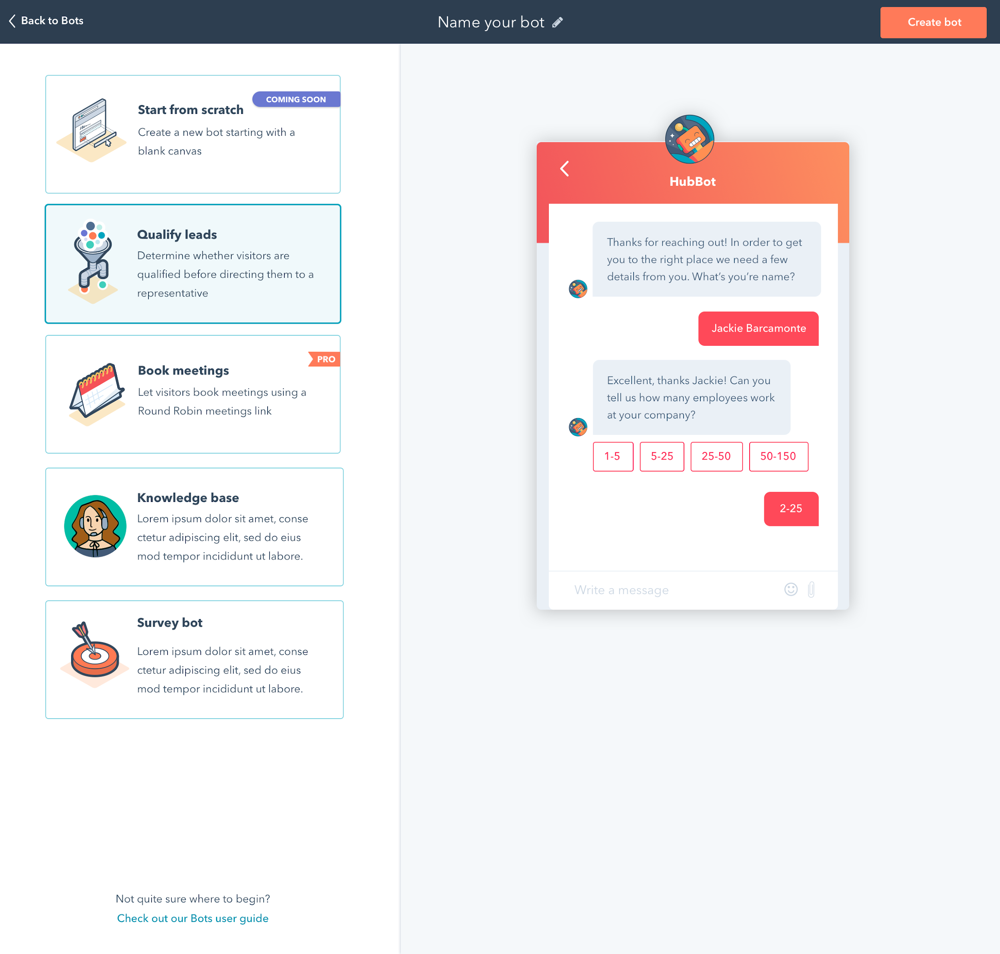 Back to Bots
Name your bot
Create bot
COMING SOON
Start from scratch
Create a new bot starting with a
blank canvas
Qualify leads
Determine whether visitors are
qualified before directing them to a
representative
PRO
Book meetings
Let visitors book meetings using a
Round Robin meetings link
Knowledge base
Lorem ipsum dolor sit amet, conse
ctetur adipiscing elit, sed do eius
mod tempor incididunt ut labore.
Survey bot
Lorem ipsum dolor sit amet, conse
ctetur adipiscing elit, sed do eius
mod tempor incididunt ut labore.
Not quite sure where to begin?
Check out our Bots user guide
HubBot
Thanks for reaching out! In order to get
you to the right place we need a few
details from you. What’s you’re name?
Jackie Barcamonte
Excellent, thanks Jackie! Can you
tell us how many employees work
at your company?
1-5
5-25
25-50
50-150
2-25
Write a message